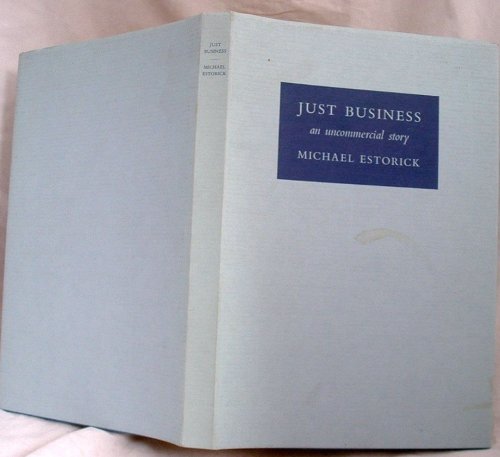 JUST
BUSINESS
MICHAEL
ESTORICK
JUST BUSINESS
an uncommercial story
MICHAEL ESTORICK